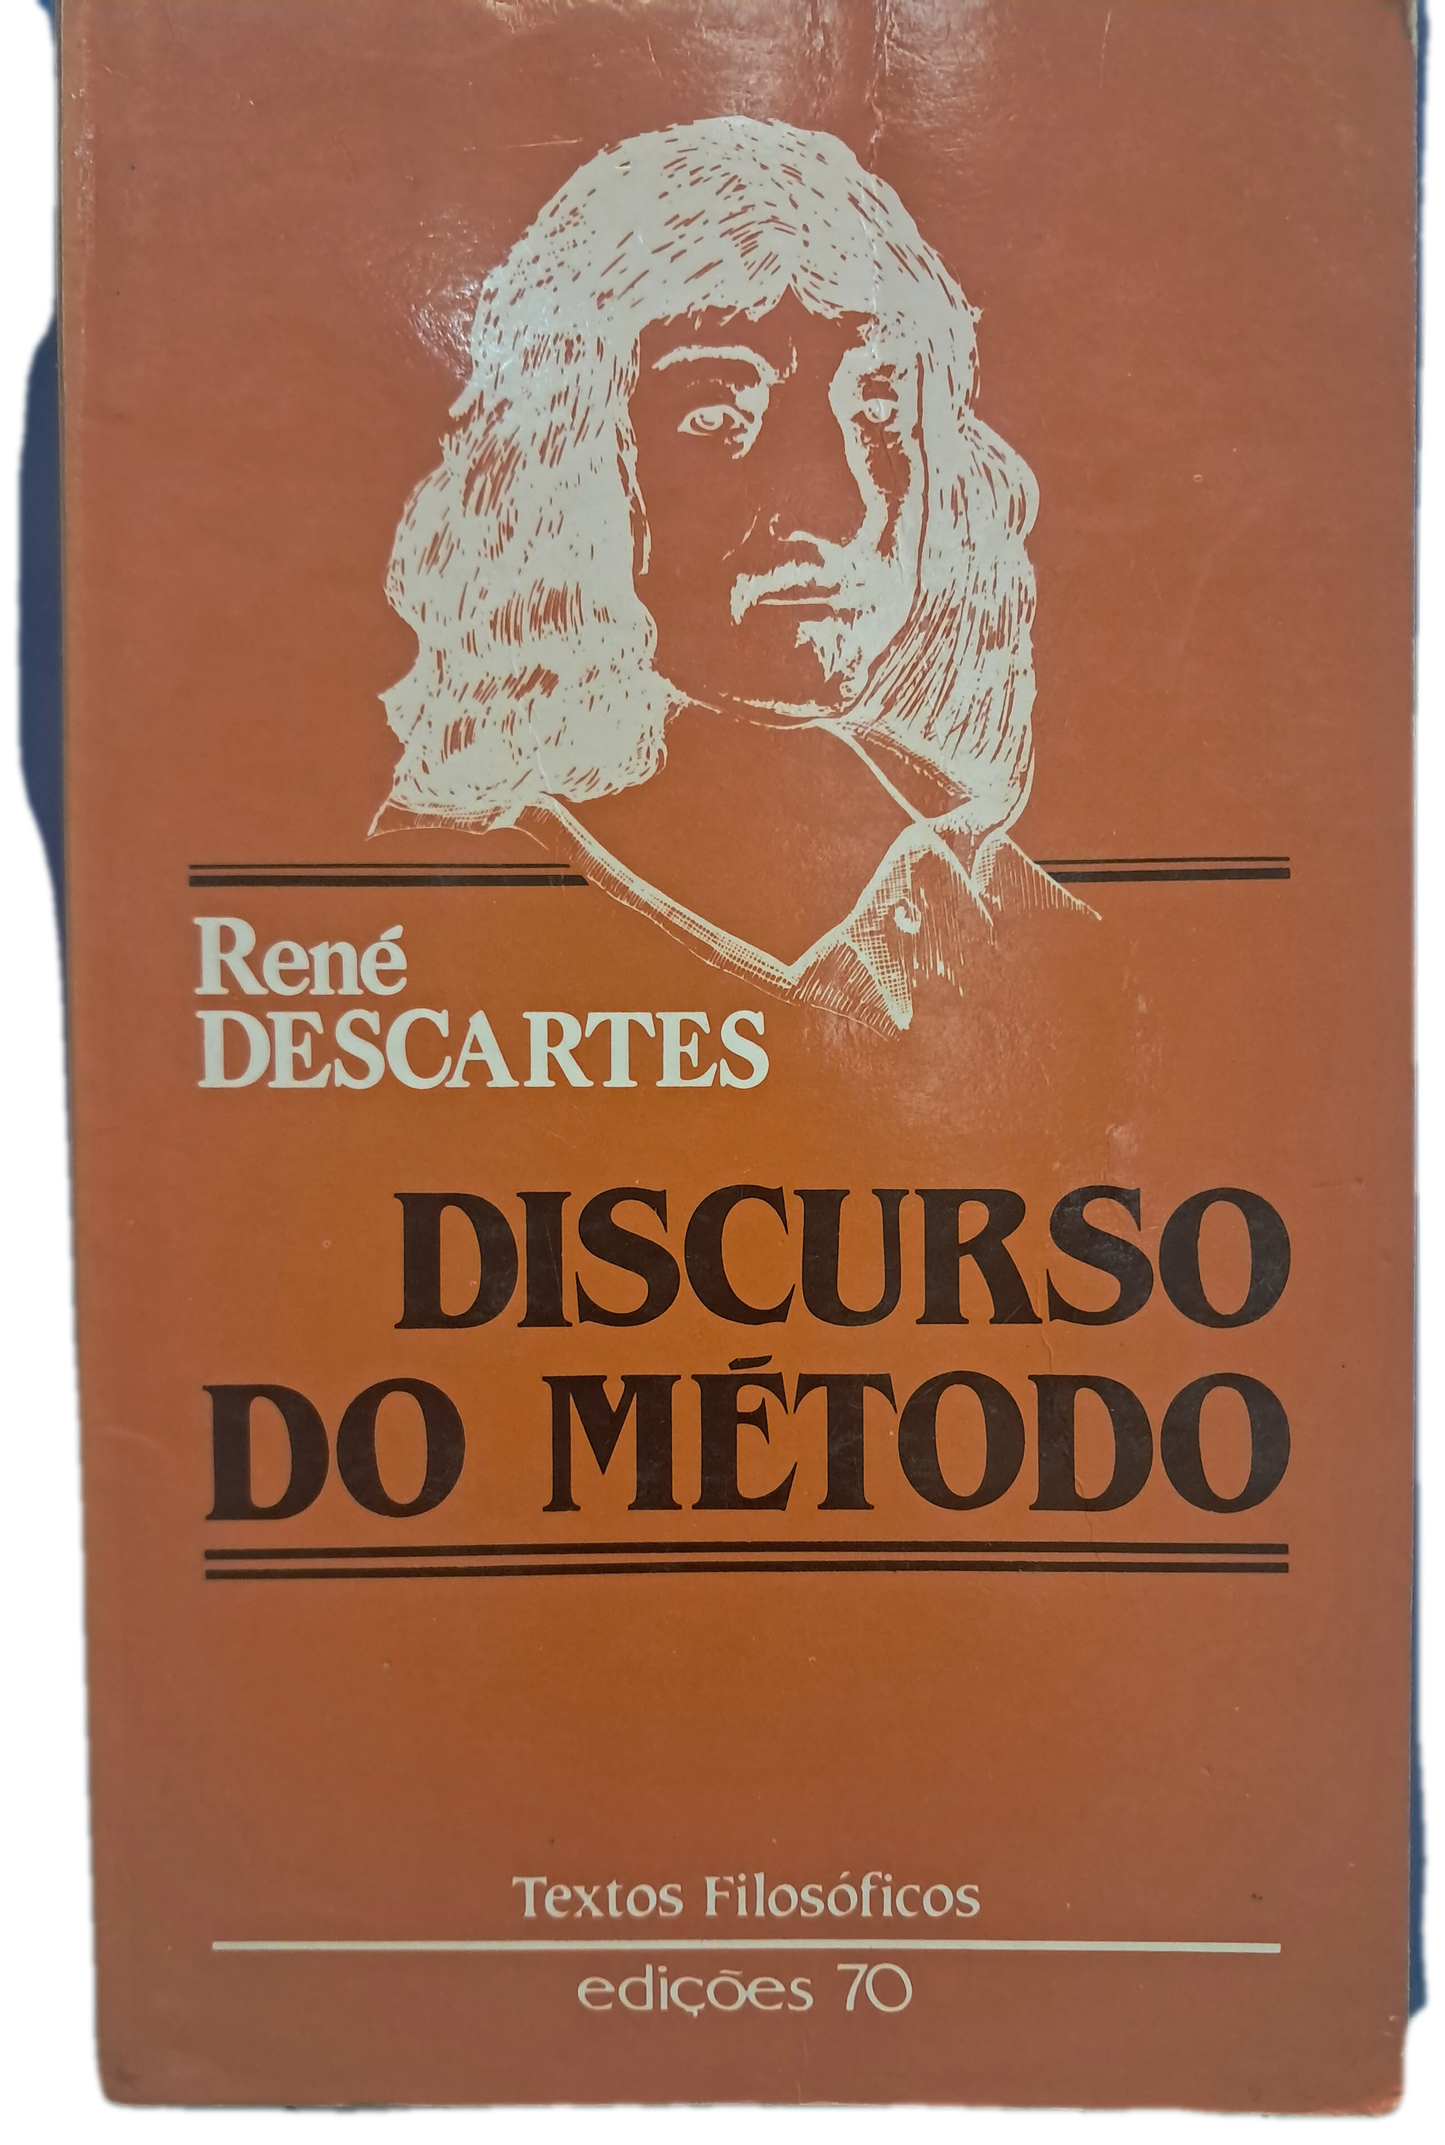 René
DESCARTES
DISCURSO
DO MÉTODO
Textos Filosóficos
edições 70